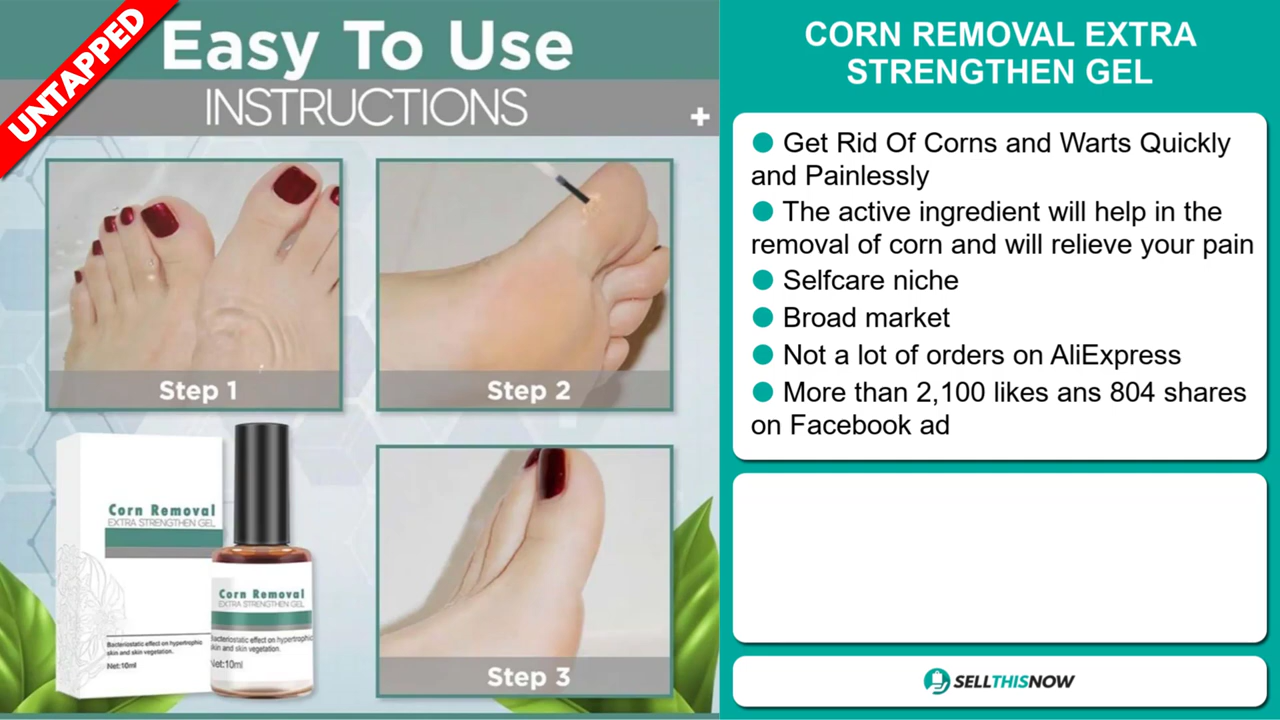 UNTAPPED
Easy To Use
INSTRUCTIONS
+
Step 1
Step 2
Corn Removal
EXTRA STRENGTHEN GEL
Bacteriostatic effect on hypertrophic
skin and skin vegetation.
Net:10ml
Corn Removal
EXTRA STRENGTHEN GEL
Bacteriostatic effect on hypertrophic
skin and skin vegetation.
Net:10ml
Step 3
CORN REMOVAL EXTRA
STRENGTHEN GEL
● Get Rid Of Corns and Warts Quickly
and Painlessly
● The active ingredient will help in the
removal of corn and will relieve your pain
● Selfcare niche
● Broad market
● Not a lot of orders on AliExpress
● More than 2,100 likes ans 804 shares
on Facebook ad
SELLTHISNOW